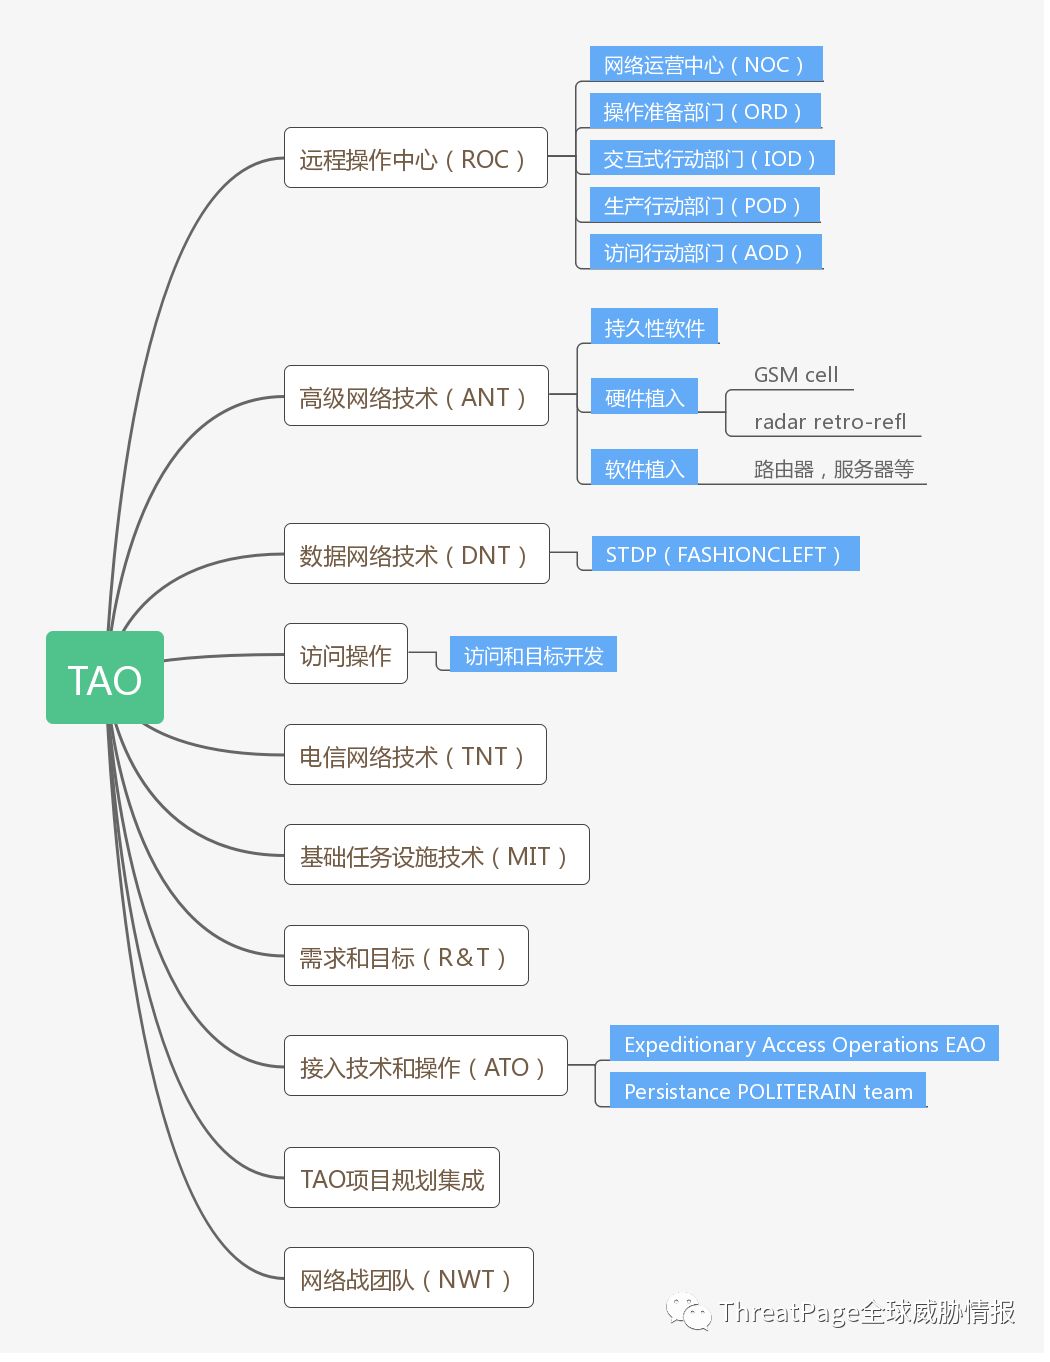 网络运营中心（NOC）
操作准备部门（ORD）
远程操作中心（ROC）
交互式行动部门（IOD）
生产行动部门（POD）
访问行动部门（AOD）
持久性软件
GSM cell
高级网络技术（ANT）
硬件植入
radar retro-refl
软件植入
路由器，服务器等
数据网络技术（DNT）
STDP（FASHIONCLEFT）
访问操作
访问和目标开发
TAO
电信网络技术（TNT）
基础任务设施技术（MIT）
需求和目标（R&T）
接入技术和操作（ATO）
Expeditionary Access Operations EAO
Persistance POLITERAIN team
TAO项目规划集成
网络战团队（NWT）
ThreatPage全球威胁情报